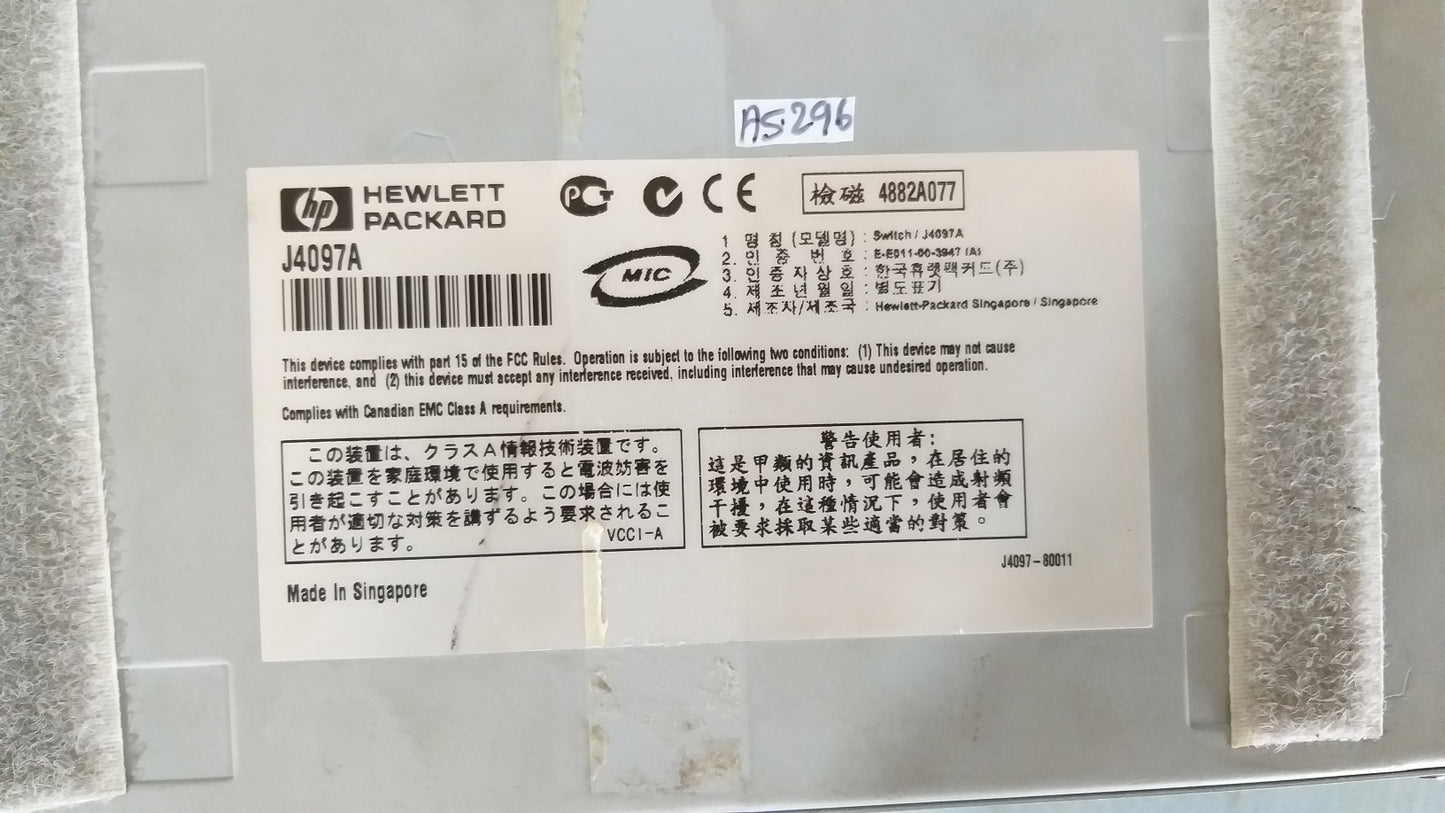 AS.296
hp HEWLETT
PACKARD
J4097A
檢磁 4882A077
MIC
1 명 칭 (모델명) : Switch / J4097A
2. 인 증 번 호 : E-E011-00-3947 (A)
3. 인 증 자 상 호 : 한국휴렛팩커드(주)
4. 제 조 년 월 일 : 별도표기
5. 제조자/제조국 : Hewlett-Packard Singapore / Singapore
This device complies with part 15 of the FCC Rules. Operation is subject to the following two conditions: (1) This device may not cause
interference, and (2) this device must accept any interference received, including interference that may cause undesired operation.
Complies with Canadian EMC Class A requirements.
この装置は、クラスA情報技術装置です。
この装置を家庭環境で使用すると電波妨害を
引き起こすことがあります。この場合には使
用者が適切な対策を講ずるよう要求されるこ
とがあります。 VCCI-A
警告使用者:
這是甲類的資訊產品，在居住的
環境中使用時，可能會造成射頻
干擾，在這種情況下，使用者會
被要求採取某些適當的對策。
J4097-80011
Made In Singapore